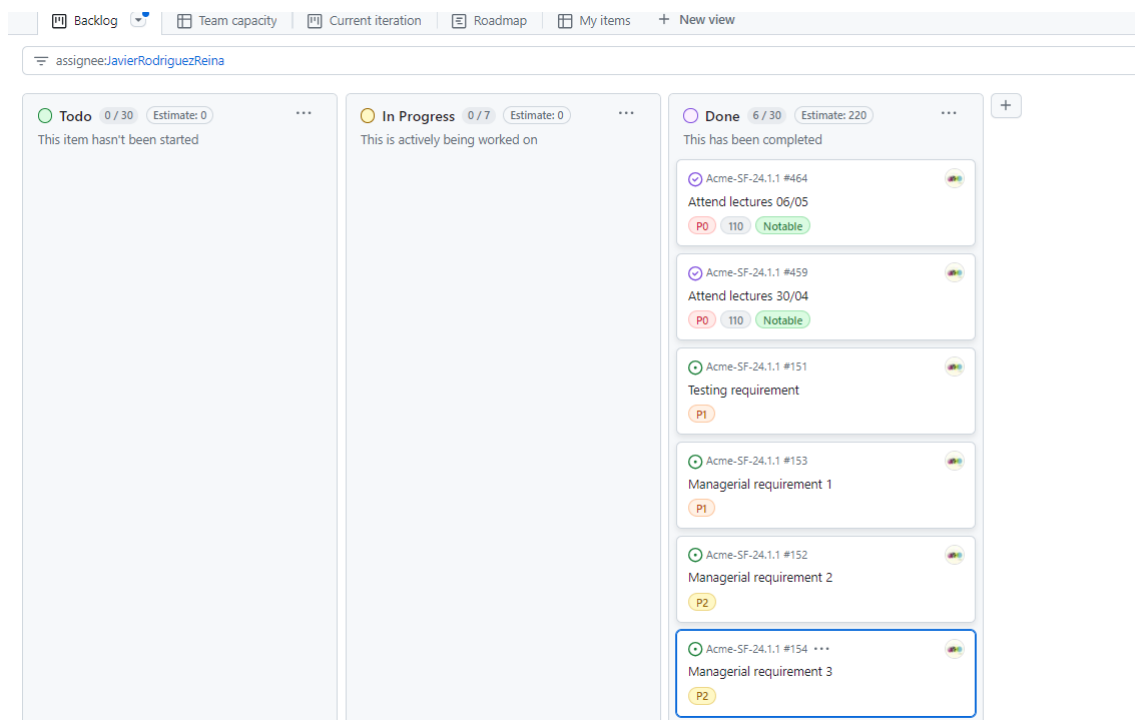 Backlog
Team capacity
Current iteration
Roadmap
My items
+ New view
assignee:JavierRodriguezReina
Todo 0 / 30 Estimate: 0 ...
This item hasn't been started
In Progress 0 / 7 Estimate: 0 ...
This is actively being worked on
Done 6 / 30 Estimate: 220 ...
This has been completed
+
Acme-SF-24.1.1 #464
Attend lectures 06/05
P0 110 Notable
Acme-SF-24.1.1 #459
Attend lectures 30/04
P0 110 Notable
Acme-SF-24.1.1 #151
Testing requirement
P1
Acme-SF-24.1.1 #153
Managerial requirement 1
P1
Acme-SF-24.1.1 #152
Managerial requirement 2
P2
Acme-SF-24.1.1 #154 ...
Managerial requirement 3
P2